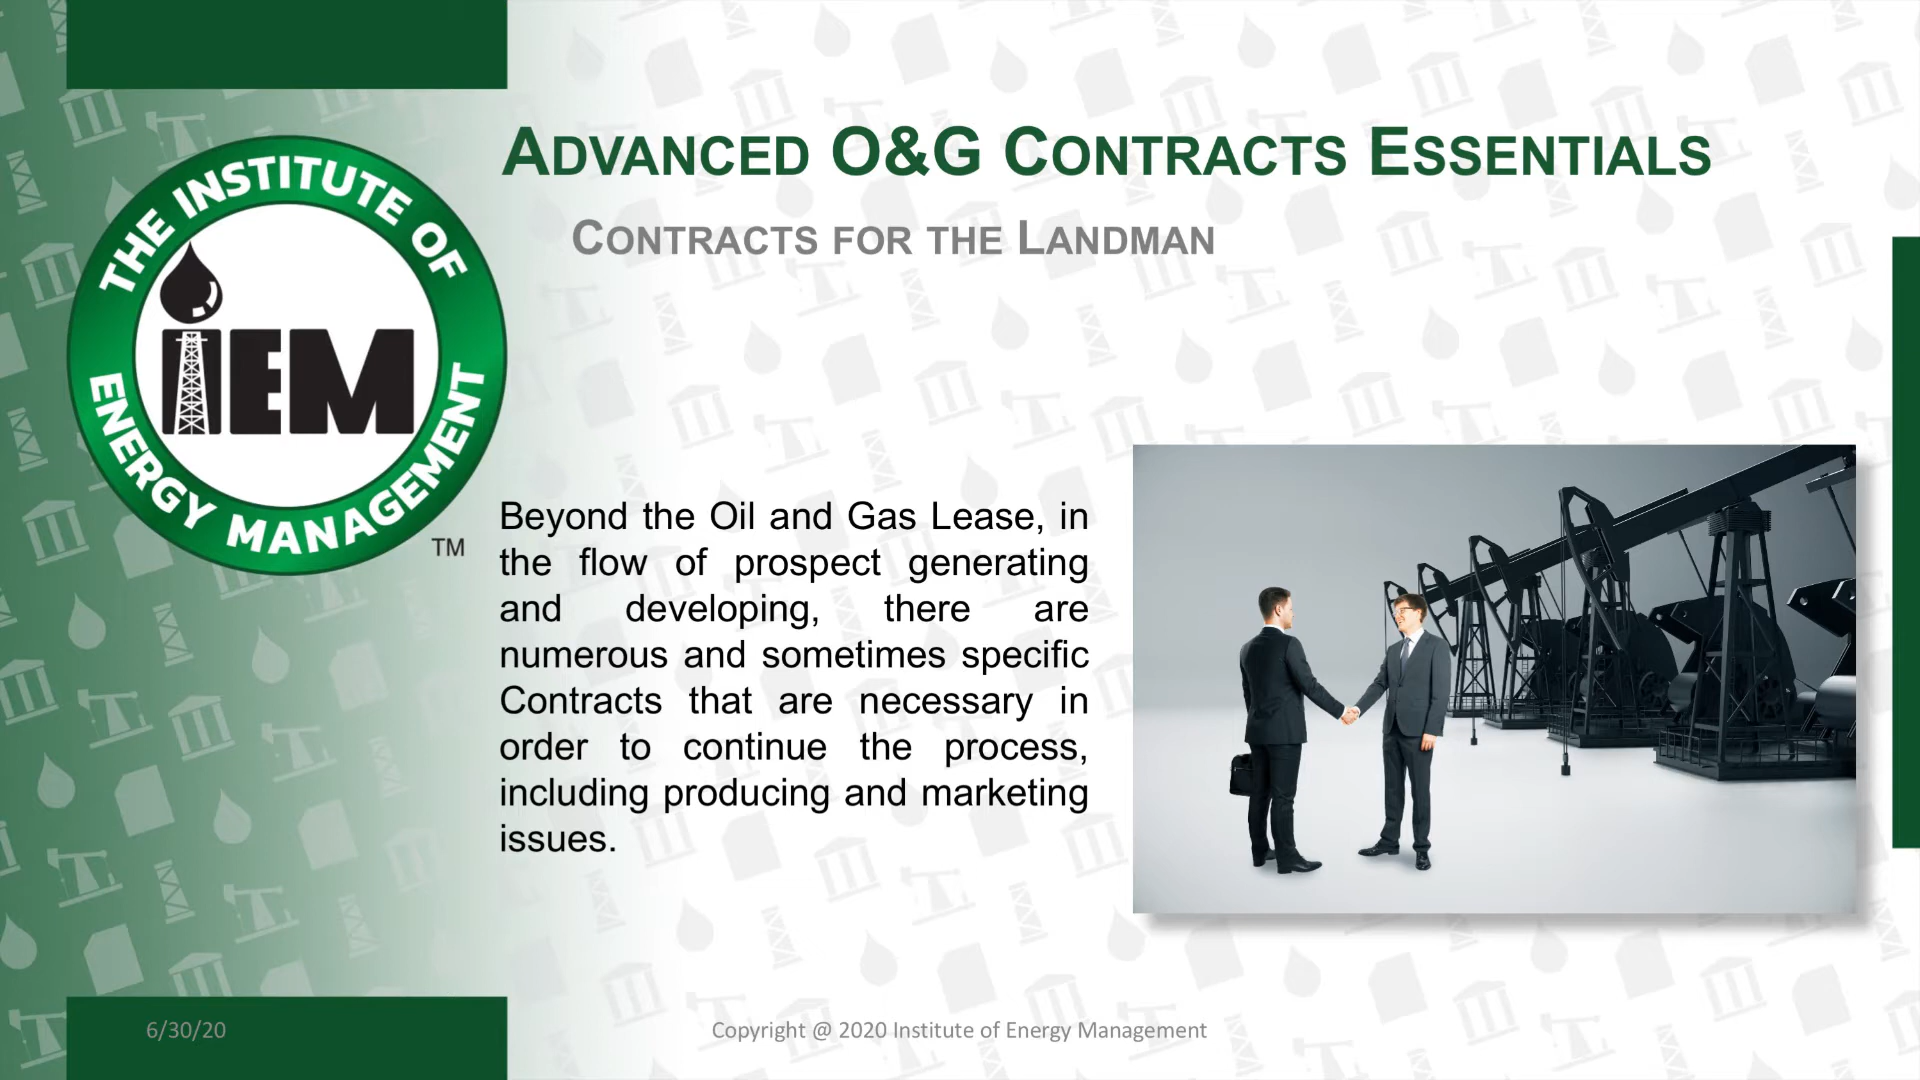 THE INSTITUTE OF
iEM
ENERGY MANAGEMENT
TM
ADVANCED O&G CONTRACTS ESSENTIALS
CONTRACTS FOR THE LANDMAN
Beyond the Oil and Gas Lease, in
the flow of prospect generating
and developing, there are
numerous and sometimes specific
Contracts that are necessary in
order to continue the process,
including producing and marketing
issues.
6/30/20
Copyright @ 2020 Institute of Energy Management